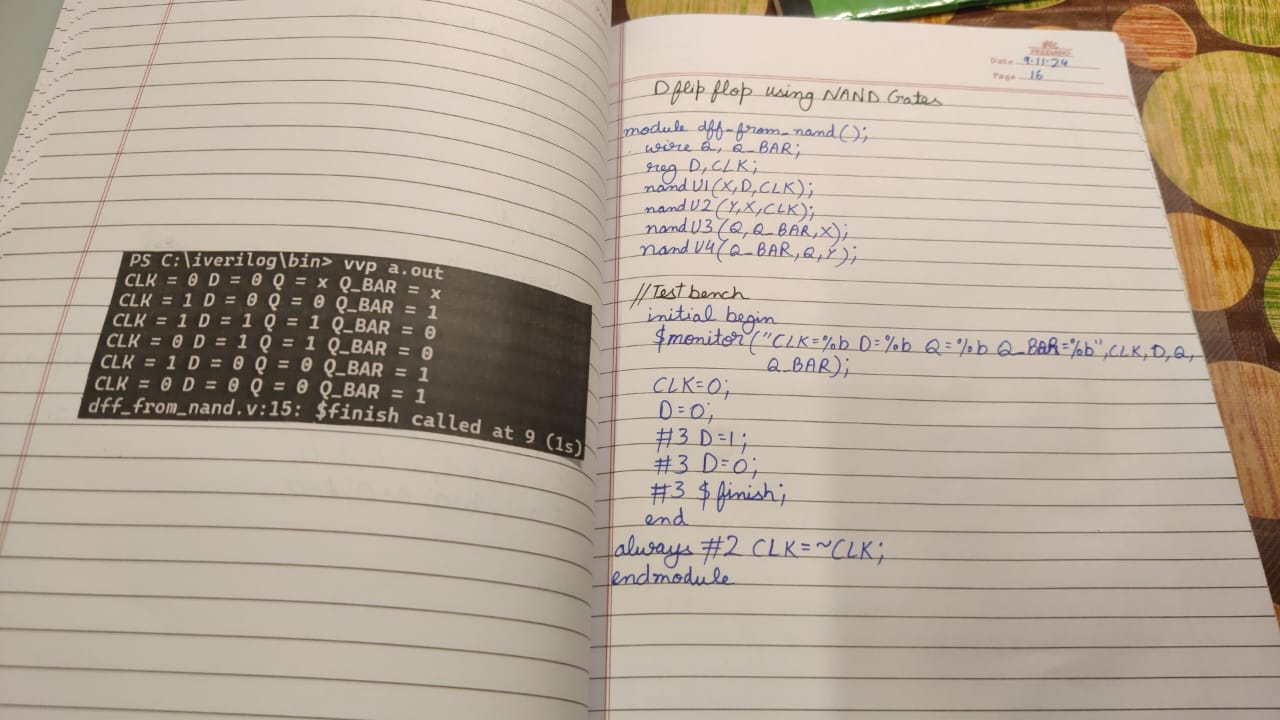 PS C:\iverilog\bin> vvp a.out
CLK = 0 D = 0 Q = x Q_BAR = x
CLK = 1 D = 0 Q = 0 Q_BAR = 1
CLK = 1 D = 1 Q = 1 Q_BAR = 0
CLK = 0 D = 1 Q = 1 Q_BAR = 0
CLK = 1 D = 0 Q = 0 Q_BAR = 1
CLK = 0 D = 0 Q = 0 Q_BAR = 1
dff_from_nand.v:15: $finish called at 9 (1s)
Date 9.11.24
Page 16
D flip flop using NAND Gates
module dff-from_nand();
wire Q, Q_BAR;
reg D,CLK;
nand U1(X,D,CLK);
nand U2(Y,X,CLK);
nand U3(Q,Q_BAR,X);
nand U4(Q_BAR,Q,Y);
//Test bench
initial begin
$monitor("CLK=%b D=%b Q=%b Q_BAR=%b",CLK,D,Q,
Q_BAR);
CLK=0;
D=0;
#3 D=1;
#3 D=0;
#3 $finish;
end
always #2 CLK=~CLK;
endmodule